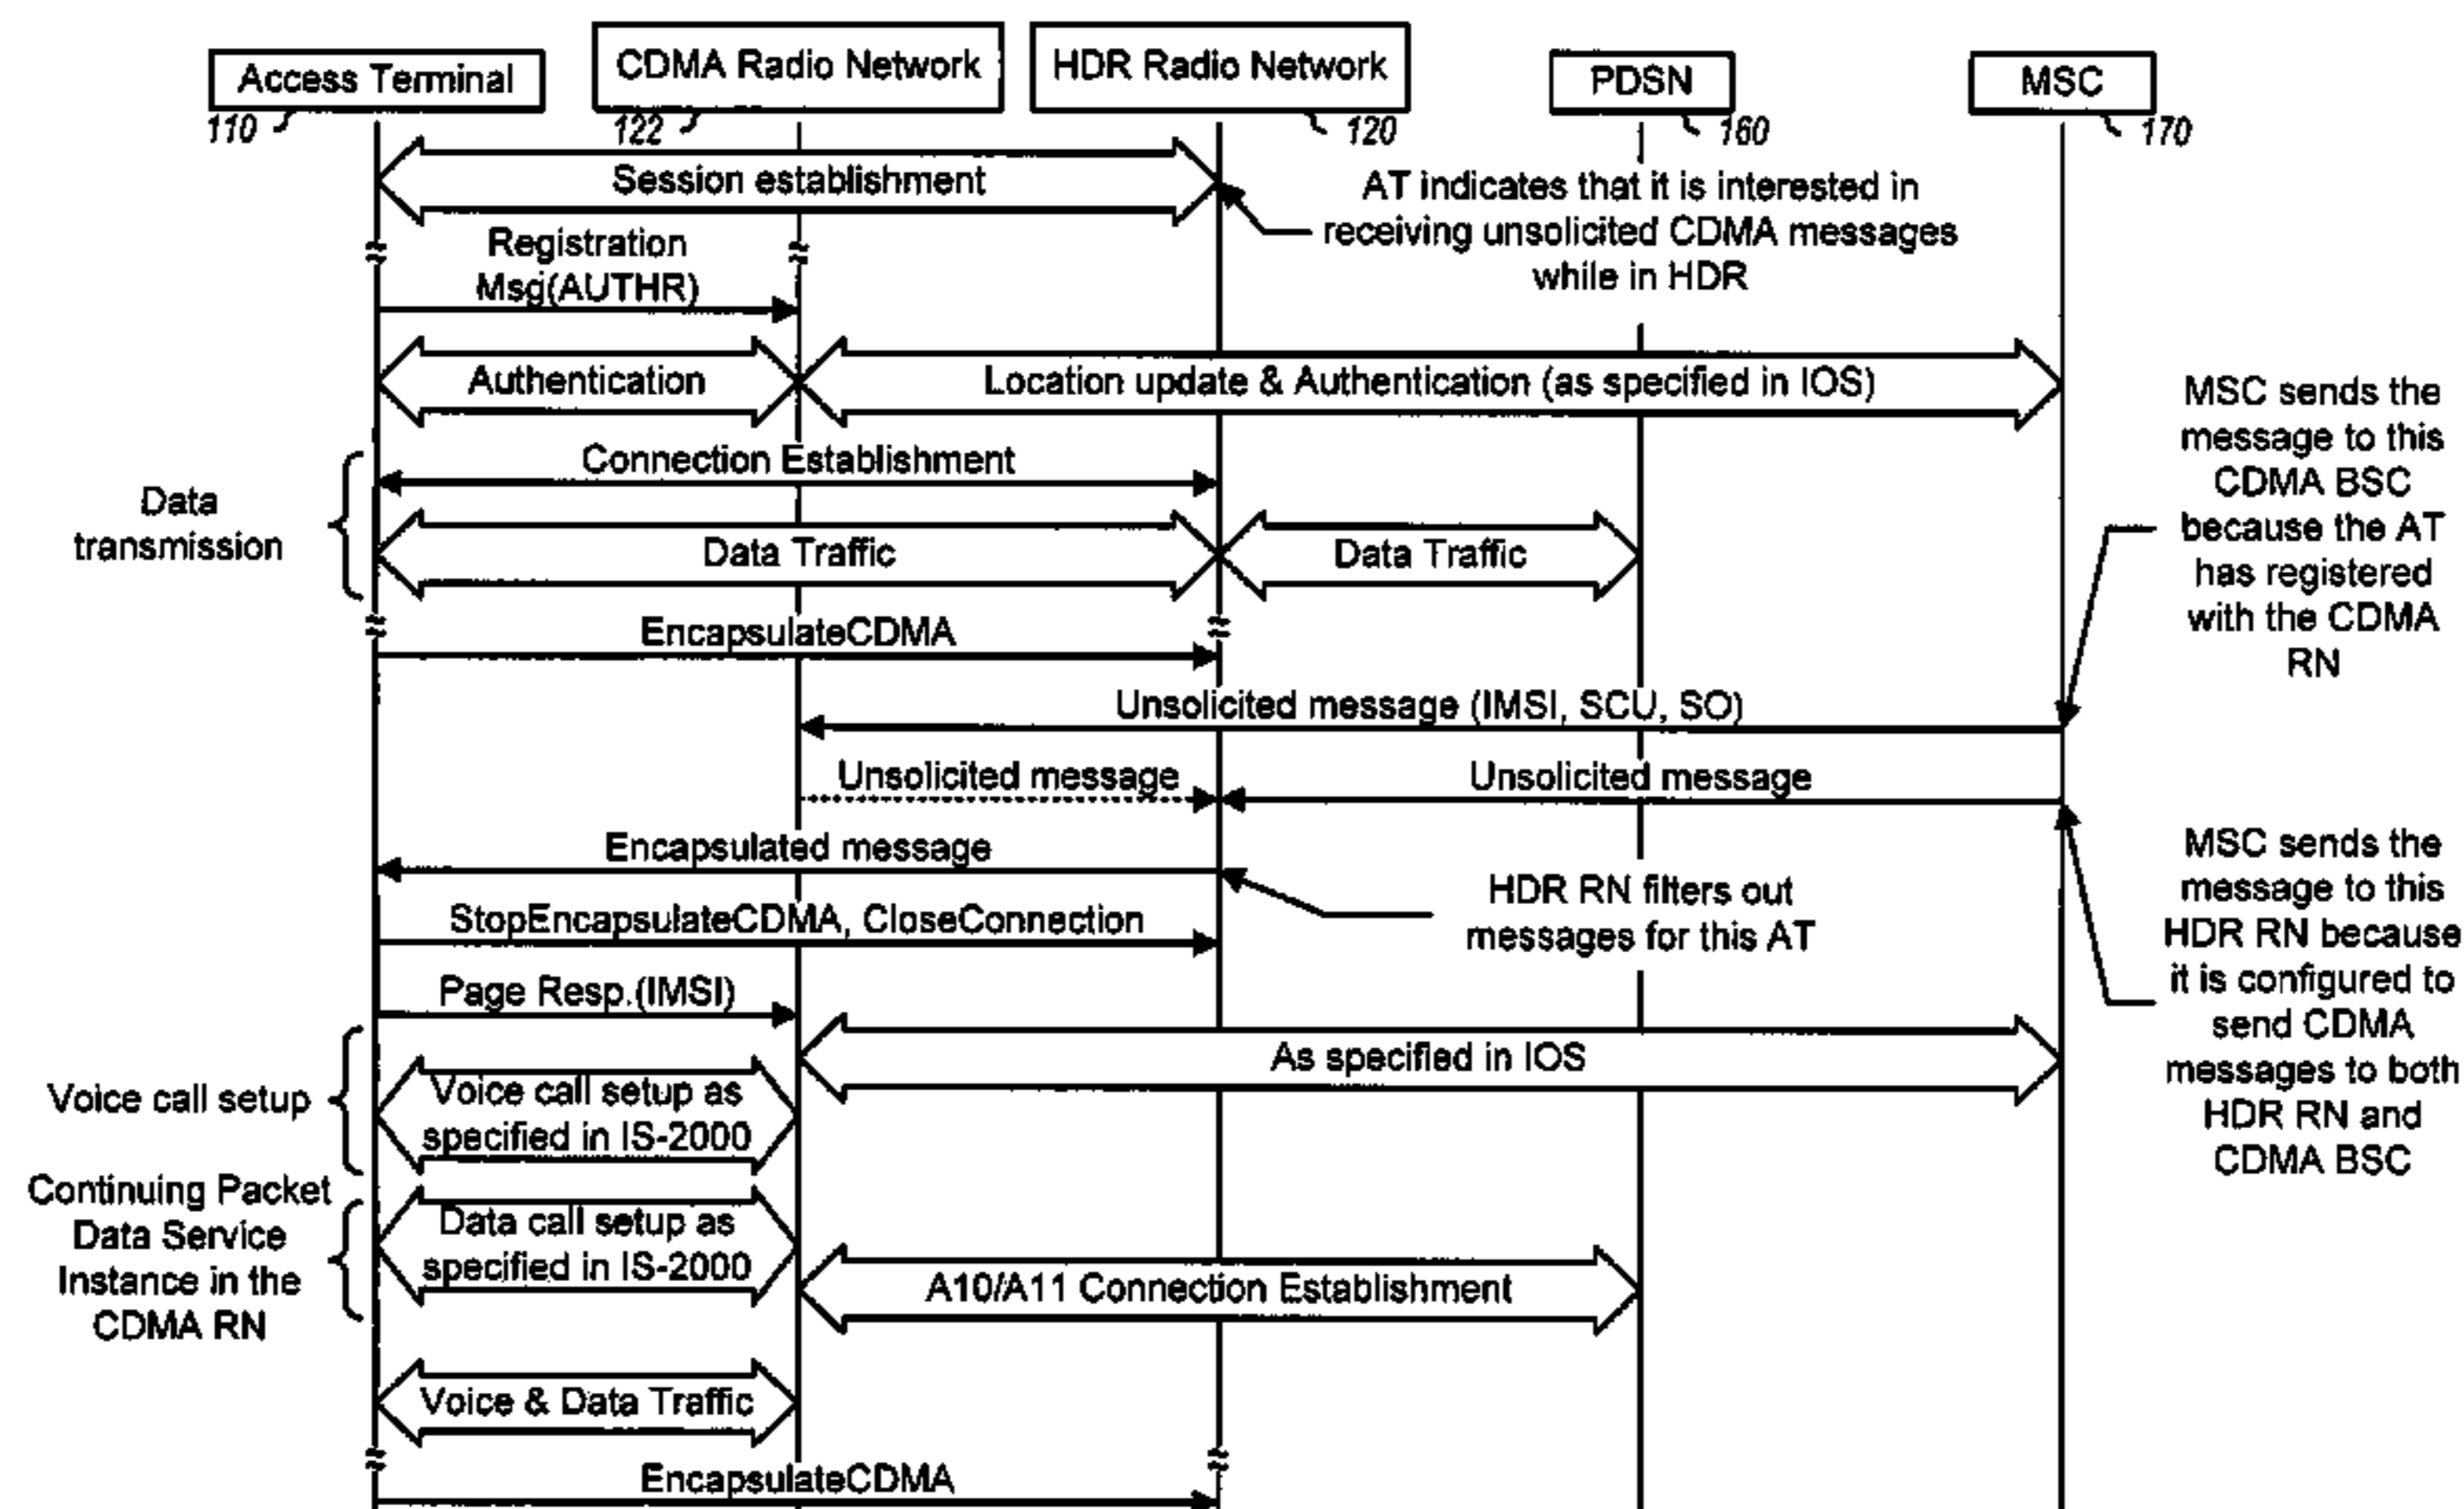 Access Terminal
CDMA Radio Network
HDR Radio Network
PDSN
MSC
110
122
120
160
170
Session establishment
AT indicates that it is interested in
receiving unsolicited CDMA messages
while in HDR
Registration
Msg(AUTHR)
Authentication
Location update & Authentication (as specified in IOS)
MSC sends the
message to this
CDMA BSC
because the AT
has registered
with the CDMA
RN
Connection Establishment
Data
transmission
Data Traffic
Data Traffic
EncapsulateCDMA
Unsolicited message (IMSI, SCU, SO)
Unsolicited message
Unsolicited message
Encapsulated message
HDR RN filters out
messages for this AT
MSC sends the
message to this
HDR RN because
it is configured to
send CDMA
messages to both
HDR RN and
CDMA BSC
StopEncapsulateCDMA, CloseConnection
Page Resp.(IMSI)
As specified in IOS
Voice call setup
Voice call setup as
specified in IS-2000
Continuing Packet
Data Service
Instance in the
CDMA RN
Data call setup as
specified in IS-2000
A10/A11 Connection Establishment
Voice & Data Traffic
EncapsulateCDMA